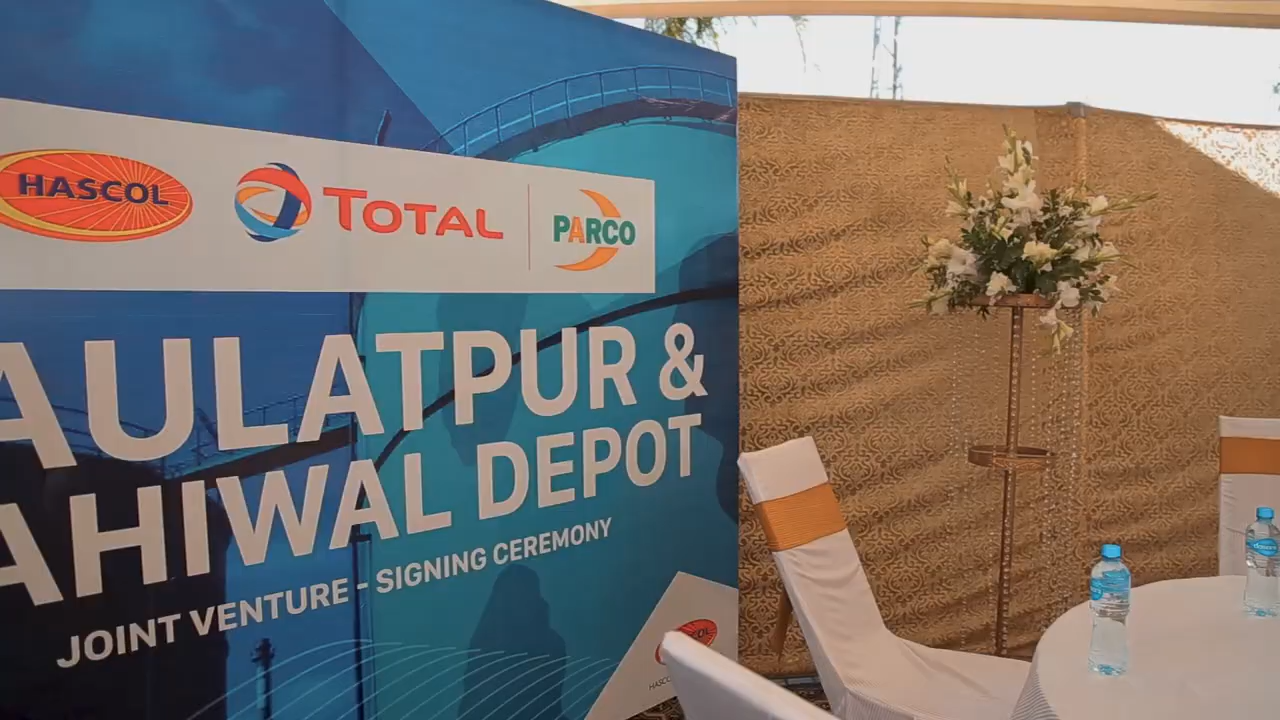 HASCOL
TOTAL
PARCO
AULATPUR &
AHIWAL DEPOT
JOINT VENTURE - SIGNING CEREMONY